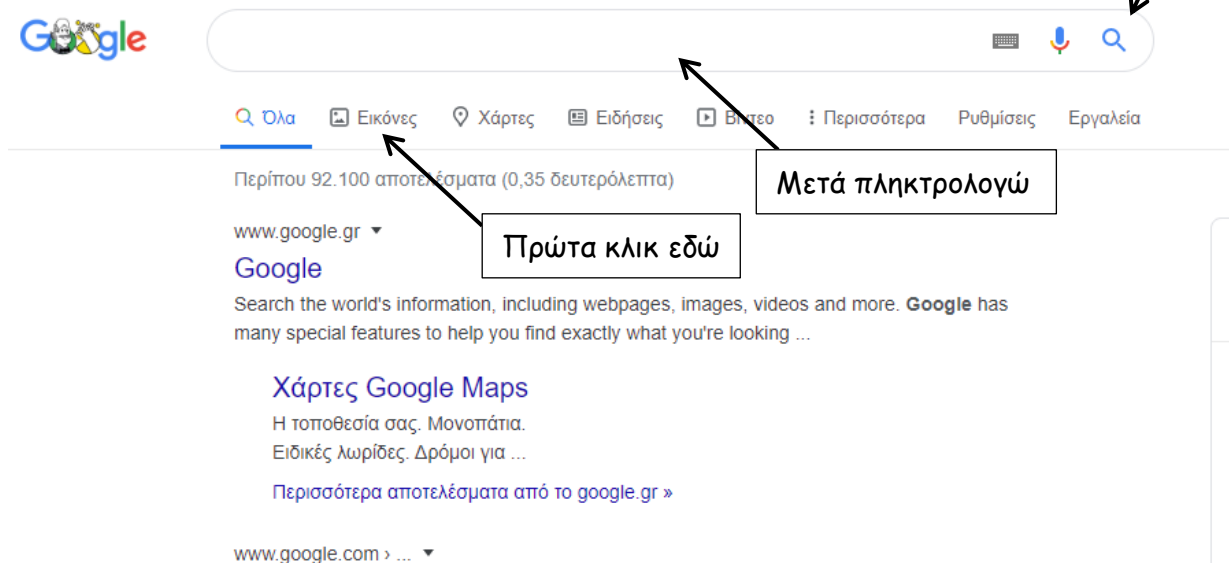 Google
Όλα Εικόνες Χάρτες Ειδήσεις Βίντεο Περισσότερα Ρυθμίσεις Εργαλεία
Περίπου 92.100 αποτελέσματα (0,35 δευτερόλεπτα)
Μετά πληκτρολογώ
Πρώτα κλικ εδώ
www.google.gr
Google
Search the world's information, including webpages, images, videos and more. Google has
many special features to help you find exactly what you're looking ...
Χάρτες Google Maps
Η τοποθεσία σας. Μονοπάτια.
Ειδικές λωρίδες. Δρόμοι για ...
Περισσότερα αποτελέσματα από το google.gr »
www.google.com › ...